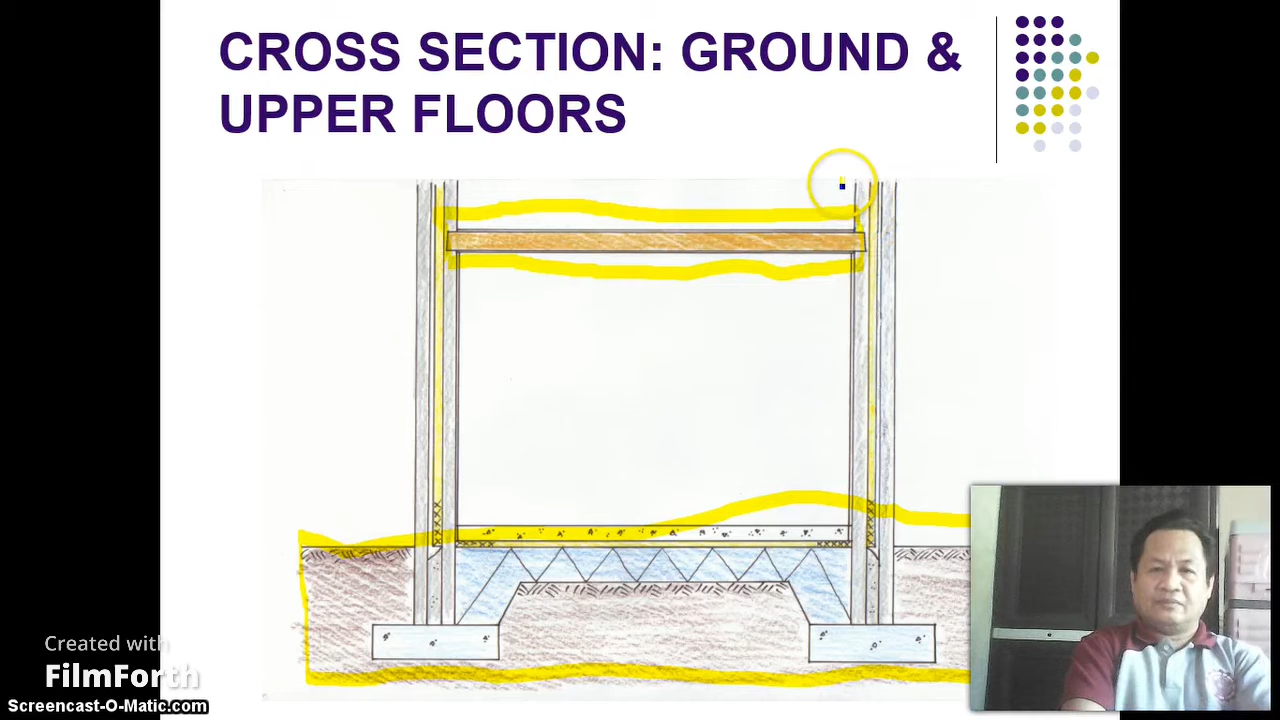 CROSS SECTION: GROUND &
UPPER FLOORS
Created with
FilmForth
Screencast-O-Matic.com